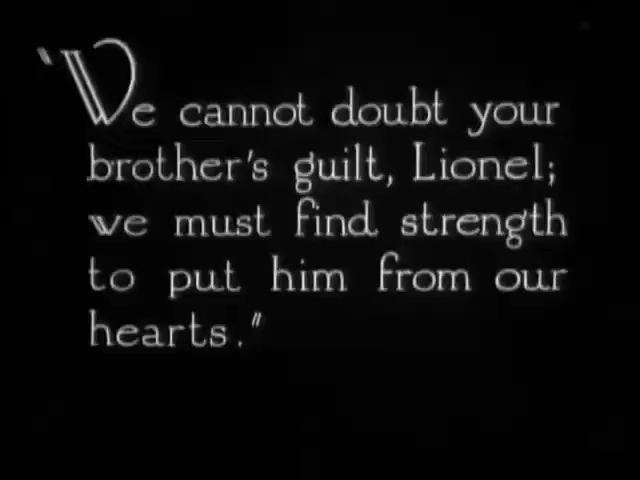 "We cannot doubt your
brother's guilt, Lionel;
we must find strength
to put him from our
hearts."